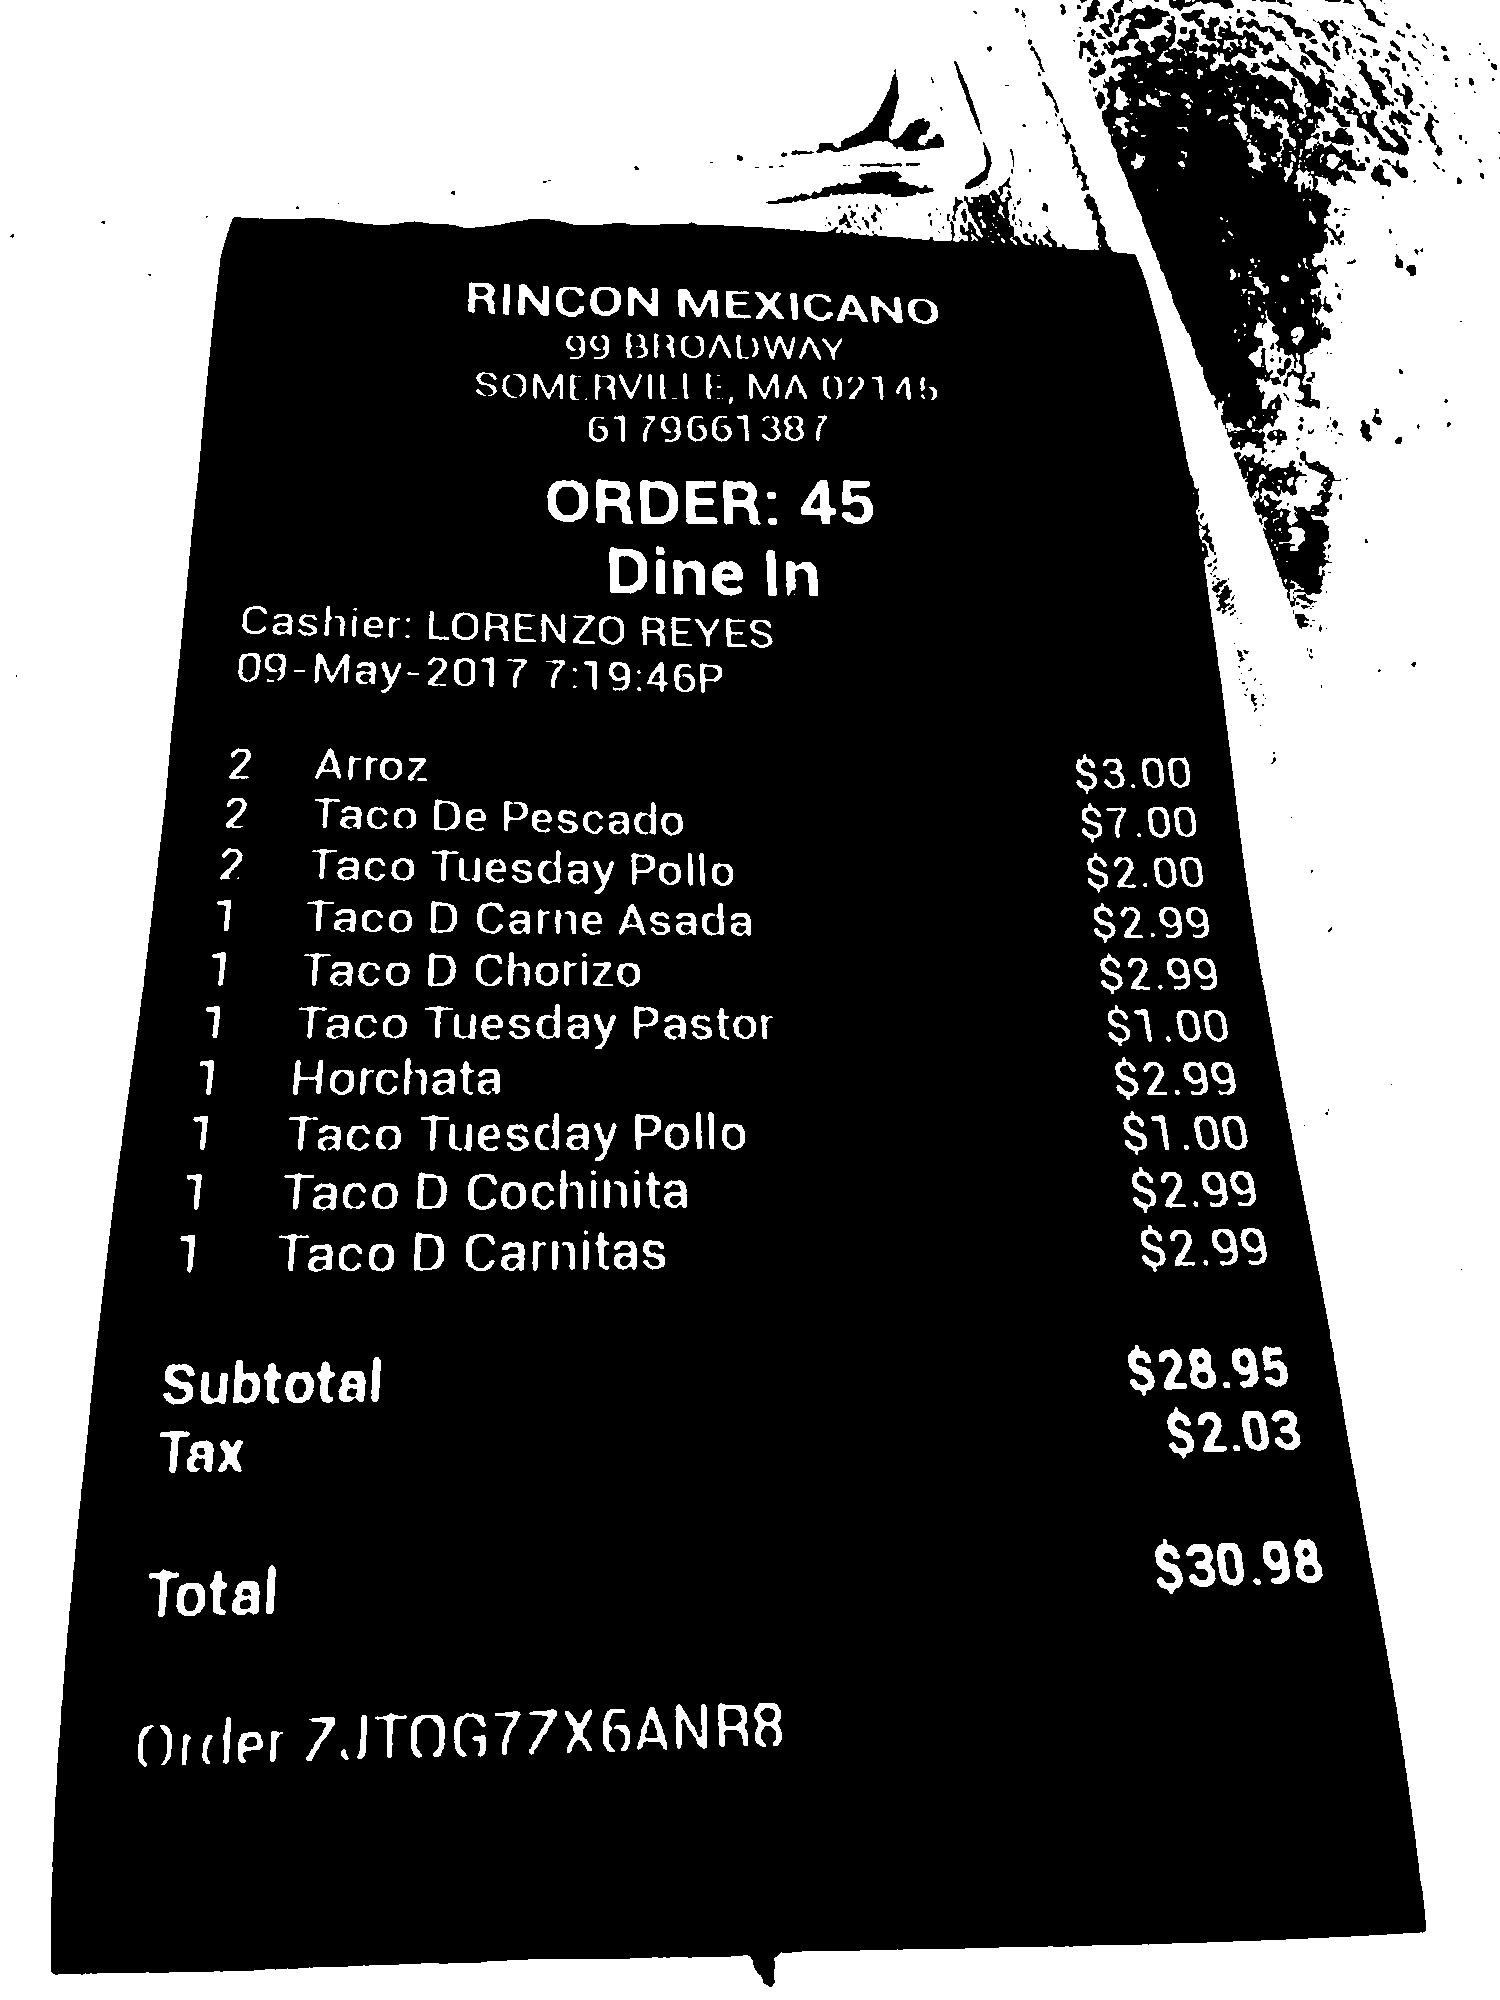 RINCON MEXICANO
99 BROADWAY
SOMERVILLE, MA 02145
6179661387
ORDER: 45
Dine In
Cashier: LORENZO REYES
09-May-2017 7:19:46P
2 Arroz $3.00
2 Taco De Pescado $7.00
2 Taco Tuesday Pollo $2.00
1 Taco D Carne Asada $2.99
1 Taco D Chorizo $2.99
1 Taco Tuesday Pastor $1.00
1 Horchata $2.99
1 Taco Tuesday Pollo $1.00
1 Taco D Cochinita $2.99
1 Taco D Carnitas $2.99
Subtotal $28.95
Tax $2.03
Total $30.98
Order 7JTOG77X6ANR8